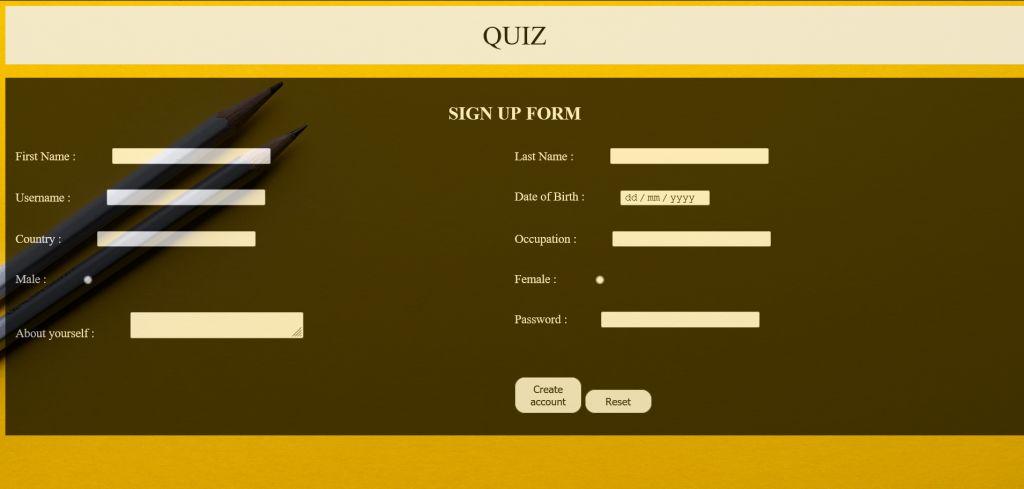 QUIZ
SIGN UP FORM
First Name :
Last Name :
Username :
Date of Birth : dd / mm / yyyy
Country :
Occupation :
Male :
Female :
About yourself :
Password :
Create
account
Reset